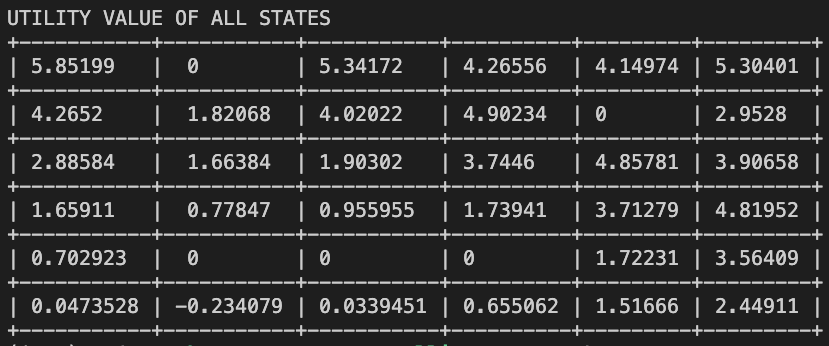 UTILITY VALUE OF ALL STATES
+-----------+-----------+-----------+----------+---------+---------+
| 5.85199   |  0        | 5.34172   | 4.26556  | 4.14974 | 5.30401 |
+-----------+-----------+-----------+----------+---------+---------+
| 4.2652    |  1.82068  | 4.02022   | 4.90234  | 0       | 2.9528  |
+-----------+-----------+-----------+----------+---------+---------+
| 2.88584   |  1.66384  | 1.90302   | 3.7446   | 4.85781 | 3.90658 |
+-----------+-----------+-----------+----------+---------+---------+
| 1.65911   |  0.77847  | 0.955955  | 1.73941  | 3.71279 | 4.81952 |
+-----------+-----------+-----------+----------+---------+---------+
| 0.702923  |  0        | 0         | 0        | 1.72231 | 3.56409 |
+-----------+-----------+-----------+----------+---------+---------+
| 0.0473528 | -0.234079 | 0.0339451 | 0.655062 | 1.51666 | 2.44911 |
+-----------+-----------+-----------+----------+---------+---------+